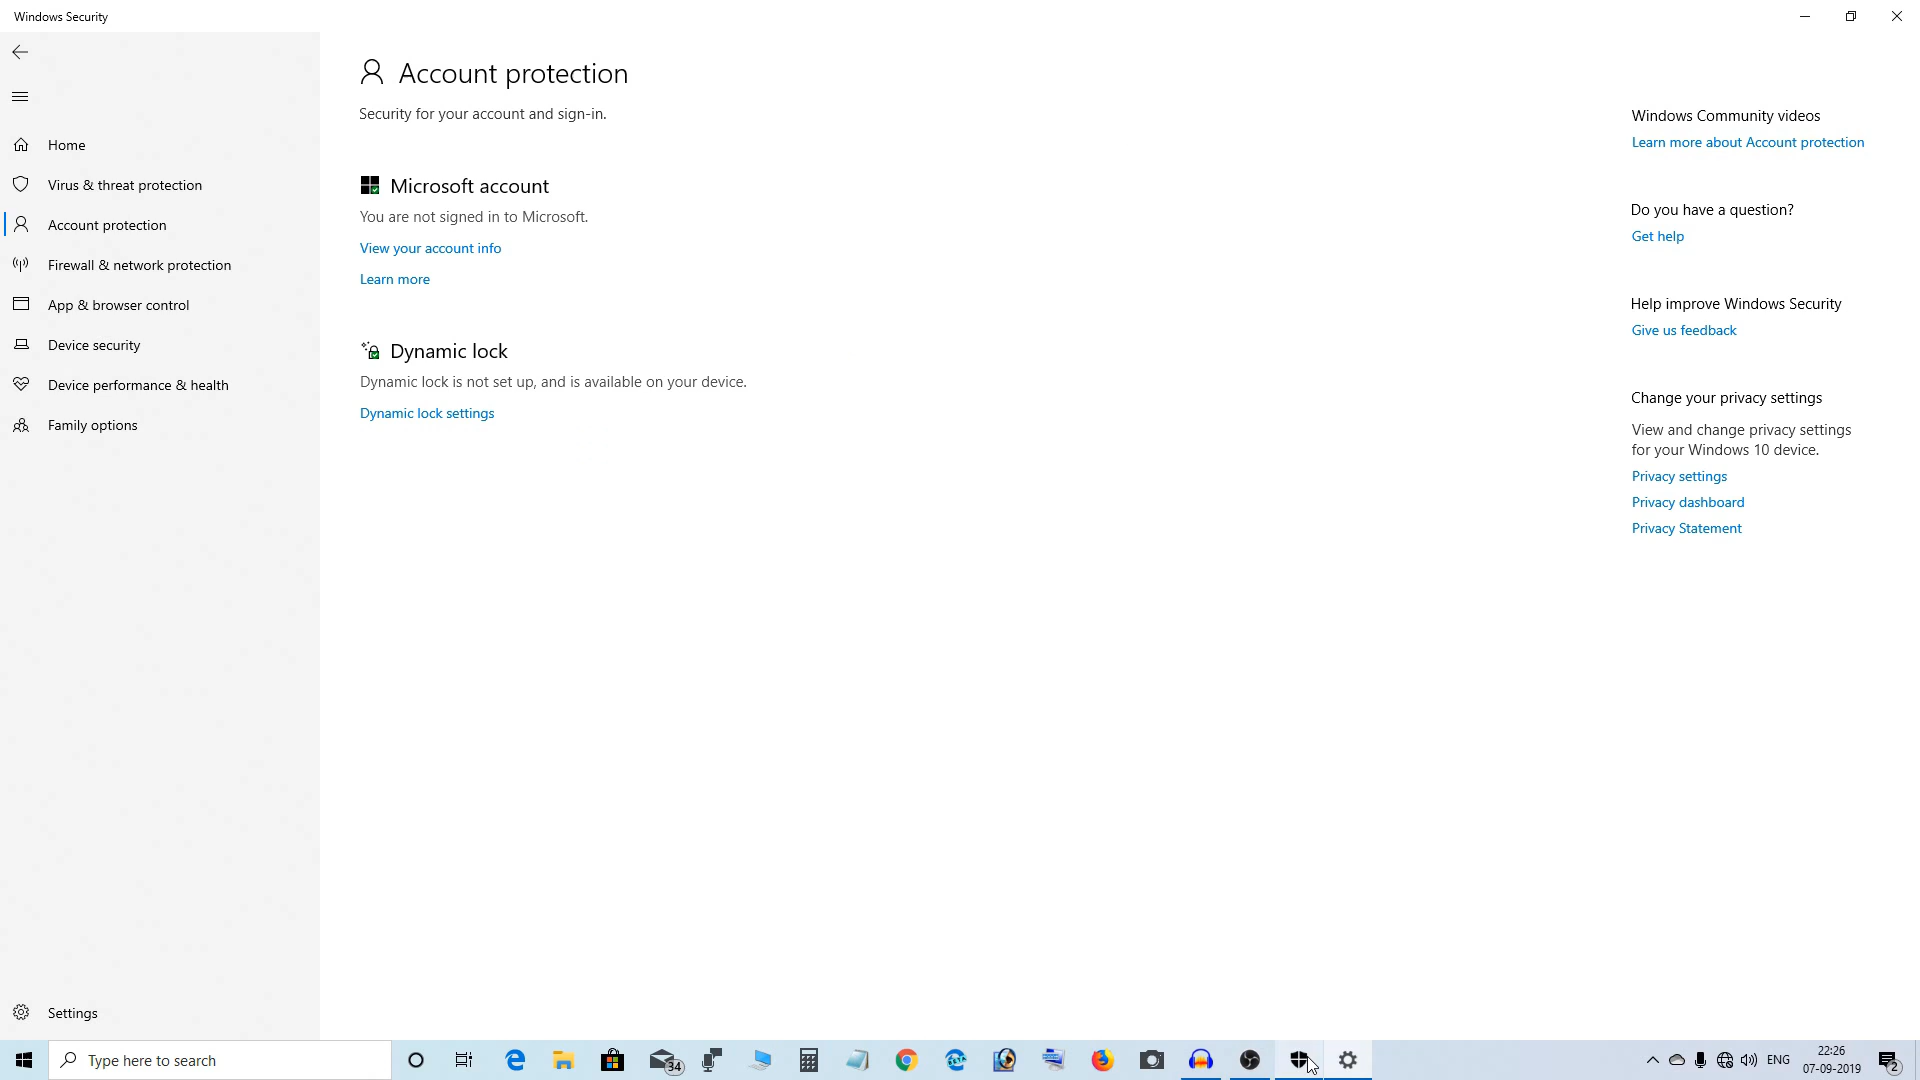 Windows Security
Home
Virus & threat protection
Account protection
Firewall & network protection
App & browser control
Device security
Device performance & health
Family options
Settings
Account protection
Security for your account and sign-in.
Microsoft account
You are not signed in to Microsoft.
View your account info
Learn more
Dynamic lock
Dynamic lock is not set up, and is available on your device.
Dynamic lock settings
Windows Community videos
Learn more about Account protection
Do you have a question?
Get help
Help improve Windows Security
Give us feedback
Change your privacy settings
View and change privacy settings
for your Windows 10 device.
Privacy settings
Privacy dashboard
Privacy Statement
Type here to search
34
ENG
22:26
07-09-2019
2